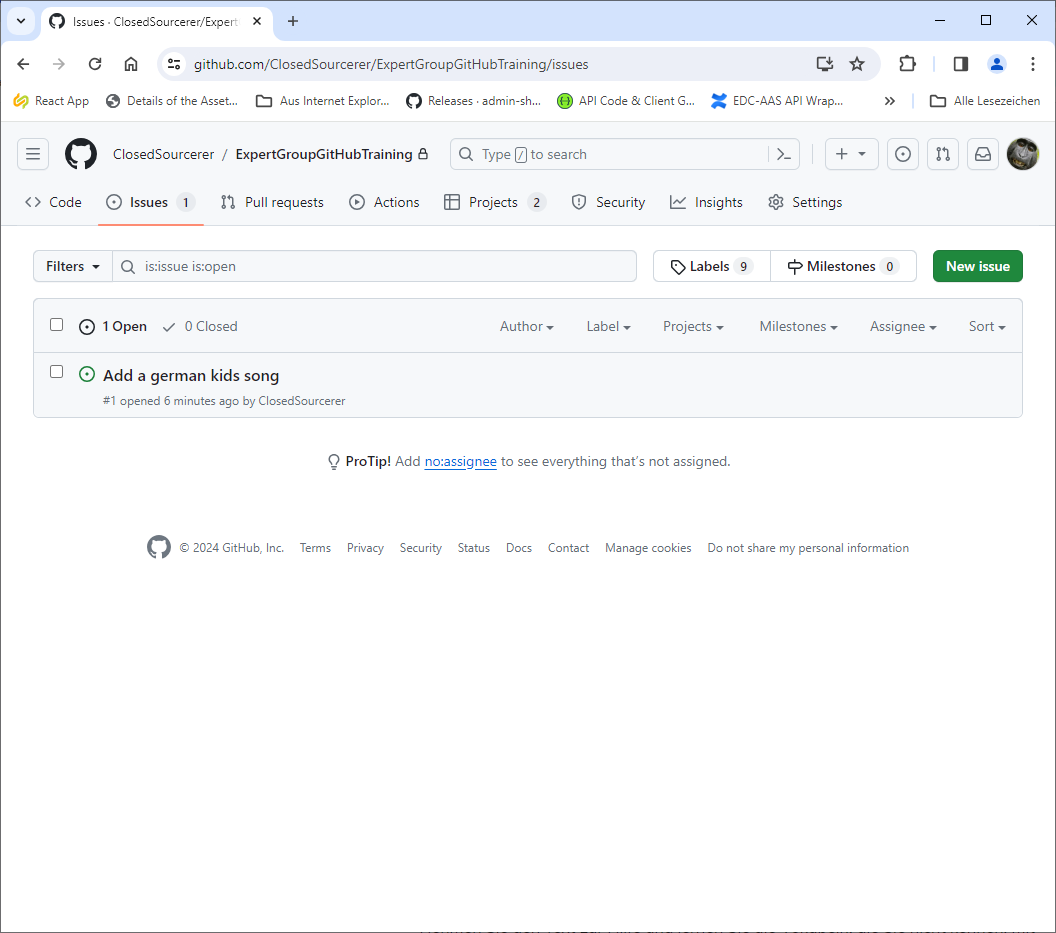 Issues · ClosedSourcerer/Expert
github.com/ClosedSourcerer/ExpertGroupGitHubTraining/issues
React App Details of the Asset... Aus Internet Explor... Releases · admin-sh... API Code & Client G... EDC-AAS API Wrap... » Alle Lesezeichen
ClosedSourcerer / ExpertGroupGitHubTraining Type / to search
Code Issues 1 Pull requests Actions Projects 2 Security Insights Settings
Filters is:issue is:open Labels 9 Milestones 0 New issue
1 Open 0 Closed Author Label Projects Milestones Assignee Sort
Add a german kids song
#1 opened 6 minutes ago by ClosedSourcerer
ProTip! Add no:assignee to see everything that's not assigned.
© 2024 GitHub, Inc. Terms Privacy Security Status Docs Contact Manage cookies Do not share my personal information